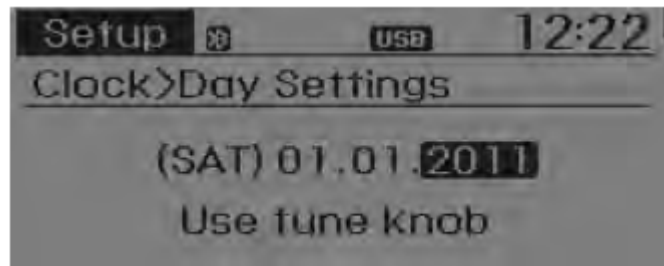 Setup USB 12:22
Clock>Day Settings
(SAT) 01.01.2011
Use tune knob